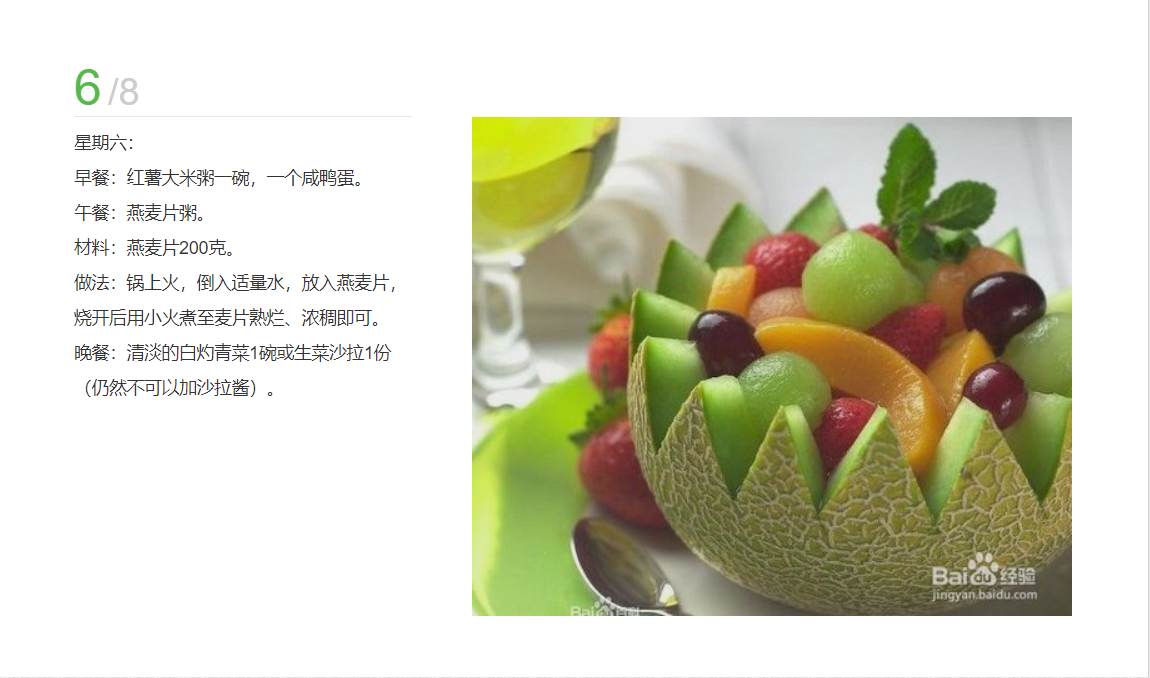 6 /8
星期六：
早餐：红薯大米粥一碗，一个咸鸭蛋。
午餐：燕麦片粥。
材料：燕麦片200克。
做法：锅上火，倒入适量水，放入燕麦片，
烧开后用小火煮至麦片熟烂、浓稠即可。
晚餐：清淡的白灼青菜1碗或生菜沙拉1份
（仍然不可以加沙拉酱）。
Baidu经验
jingyan.baidu.com